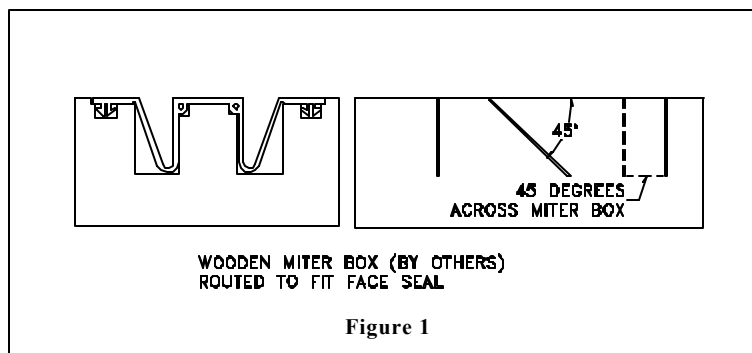 45°
45 DEGREES
ACROSS MITER BOX
WOODEN MITER BOX (BY OTHERS)
ROUTED TO FIT FACE SEAL
Figure 1